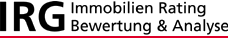 IRG Immobilien Rating
Bewertung & Analyse